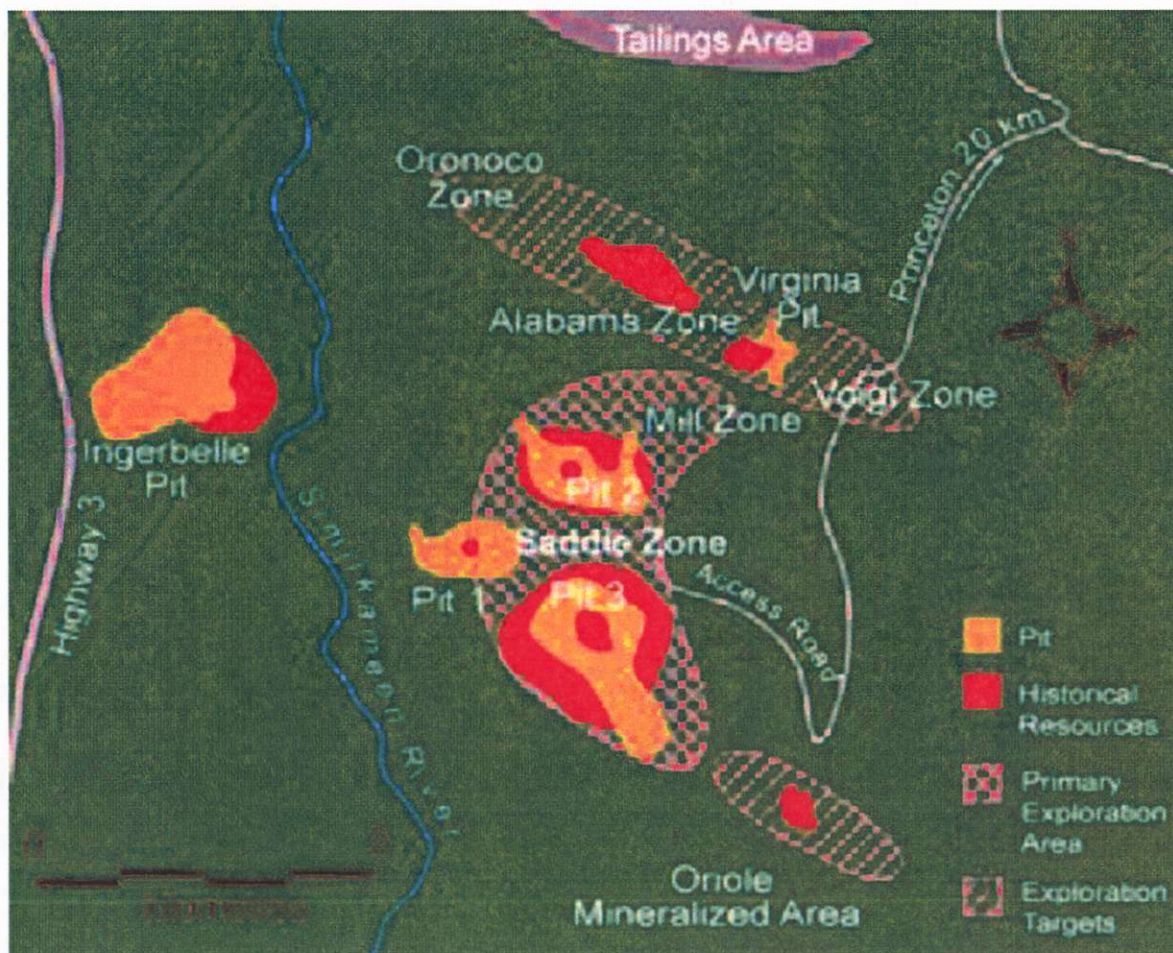 Tailings Area
Oronoco
Zone
Princeton 20 km
Virginia
Pit
Alabama Zone
Voigt Zone
Mill Zone
Ingerbelle
Pit
Pit 2
Saddle Zone
Highway 3
Similkameen River
Pit 1
Pit 3
Access Road
Pit
Historical
Resources
Primary
Exploration
Area
Exploration
Targets
Oriole
Mineralized Area